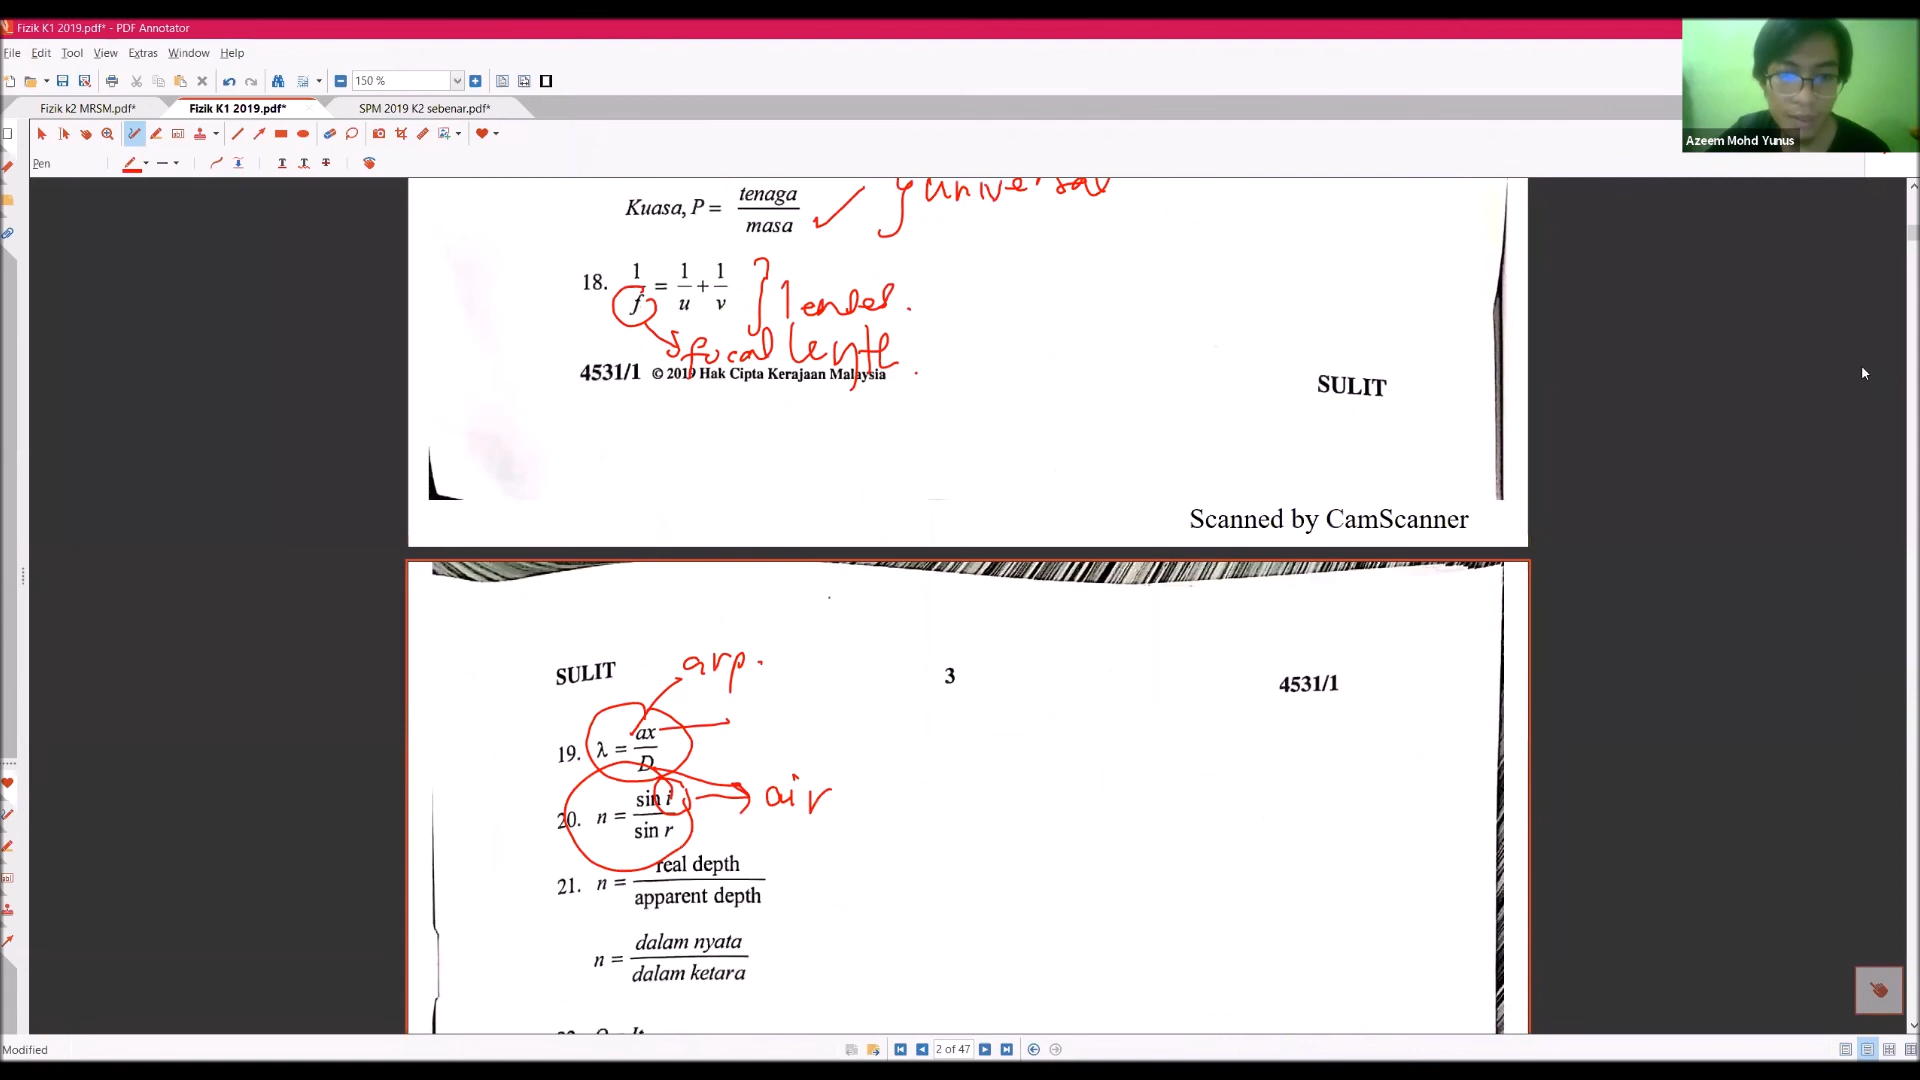 Fizik K1 2019.pdf* - PDF Annotator
File Edit Tool View Extras Window Help
150 %
Fizik k2 MRSM.pdf* Fizik K1 2019.pdf* SPM 2019 K2 sebenar.pdf*
Pen
Azeem Mohd Yunus
Kuasa, P = tenaga / masa
universal
18. 1/f = 1/u + 1/v
focal length.
4531/1 © 2019 Hak Cipta Kerajaan Malaysia
SULIT
Scanned by CamScanner
SULIT 3 4531/1
19. λ = ax / D
20. n = sin i / sin r
air
21. n = real depth / apparent depth
n = dalam nyata / dalam ketara
Modified
2 of 47